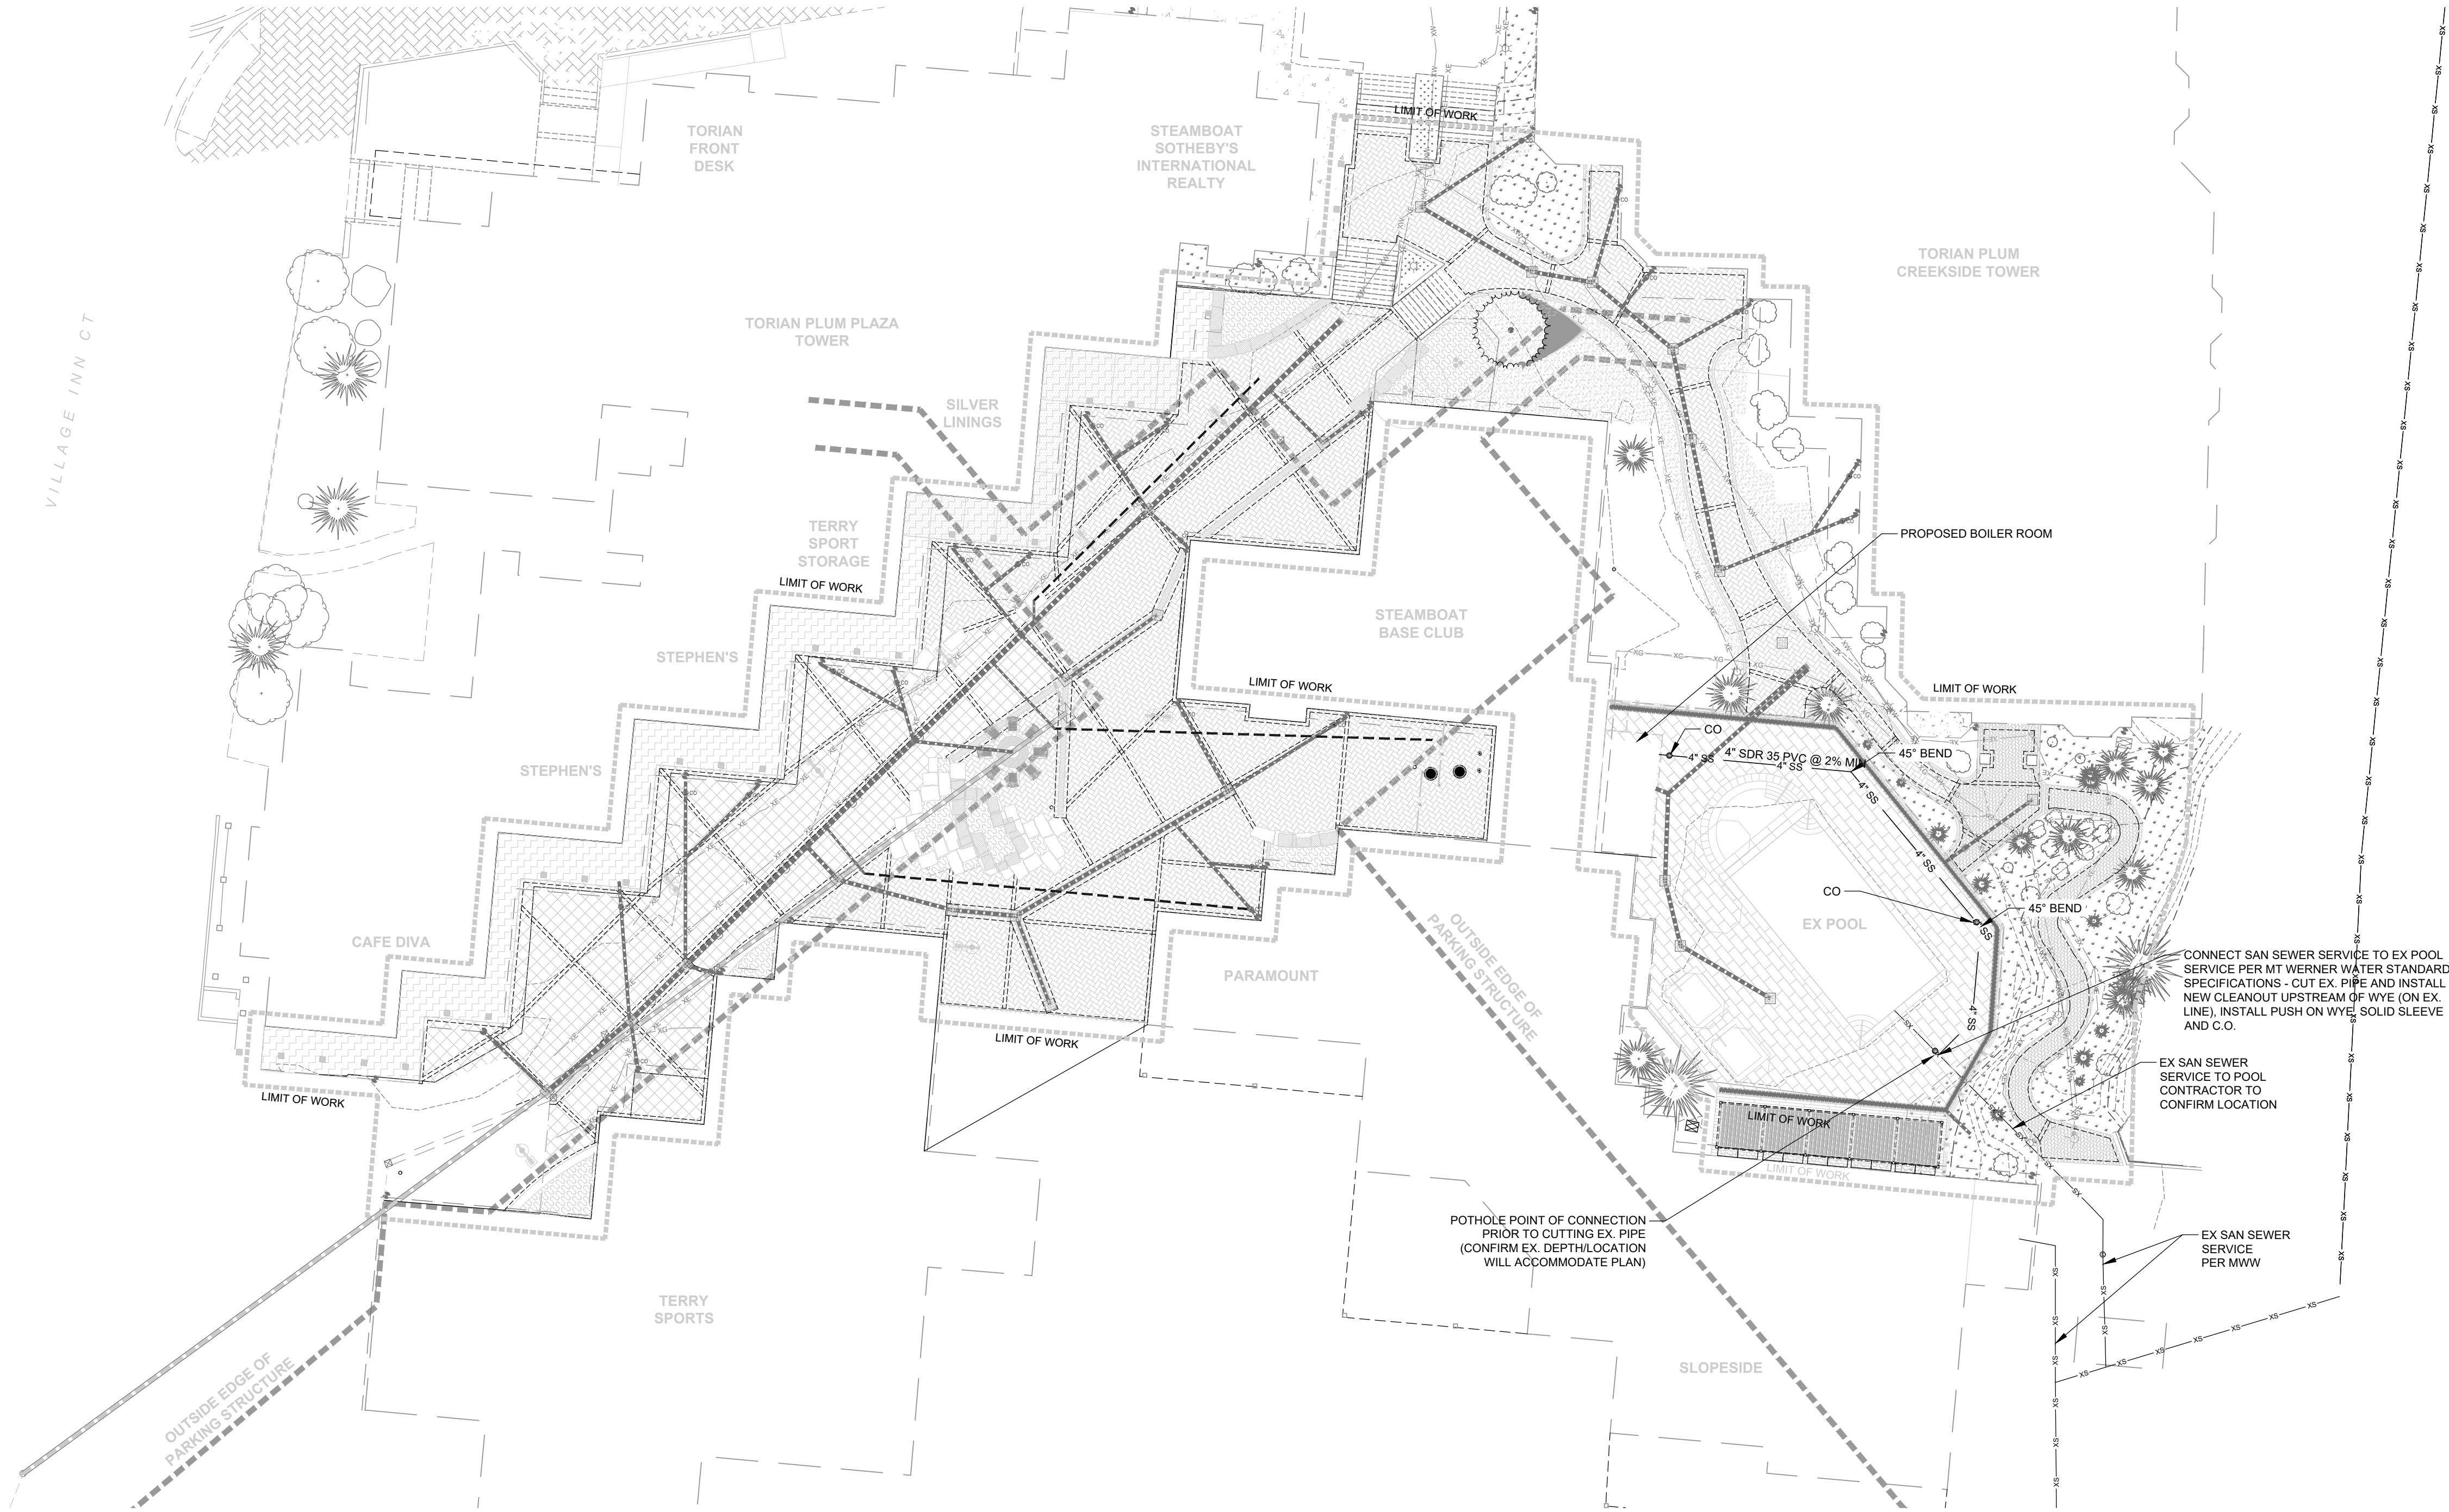 LIMIT OF WORK
TORIAN
FRONT
DESK
STEAMBOAT
SOTHEBY'S
INTERNATIONAL
REALTY
TORIAN PLUM
CREEKSIDE TOWER
VILLAGE INN CT
TORIAN PLUM PLAZA
TOWER
SILVER
LININGS
TERRY
SPORT
STORAGE
LIMIT OF WORK
PROPOSED BOILER ROOM
STEAMBOAT
BASE CLUB
STEPHEN'S
LIMIT OF WORK
LIMIT OF WORK
CO
4" SS
4" SDR 35 PVC @ 2% MIN
4" SS
45° BEND
4" SS
STEPHEN'S
4" SS
CO
45° BEND
SS
EX POOL
CAFE DIVA
PARAMOUNT
OUTSIDE EDGE OF
PARKING STRUCTURE
CONNECT SAN SEWER SERVICE TO EX POOL
SERVICE PER MT WERNER WATER STANDARD
SPECIFICATIONS - CUT EX. PIPE AND INSTALL
NEW CLEANOUT UPSTREAM OF WYE (ON EX.
LINE), INSTALL PUSH ON WYE, SOLID SLEEVE
AND C.O.
4" SS
LIMIT OF WORK
EX SAN SEWER
SERVICE TO POOL
CONTRACTOR TO
CONFIRM LOCATION
LIMIT OF WORK
LIMIT OF WORK
LIMIT OF WORK
POTHOLE POINT OF CONNECTION
PRIOR TO CUTTING EX. PIPE
(CONFIRM EX. DEPTH/LOCATION
WILL ACCOMMODATE PLAN)
EX SAN SEWER
SERVICE
PER MWW
TERRY
SPORTS
SLOPESIDE
OUTSIDE EDGE OF
PARKING STRUCTURE